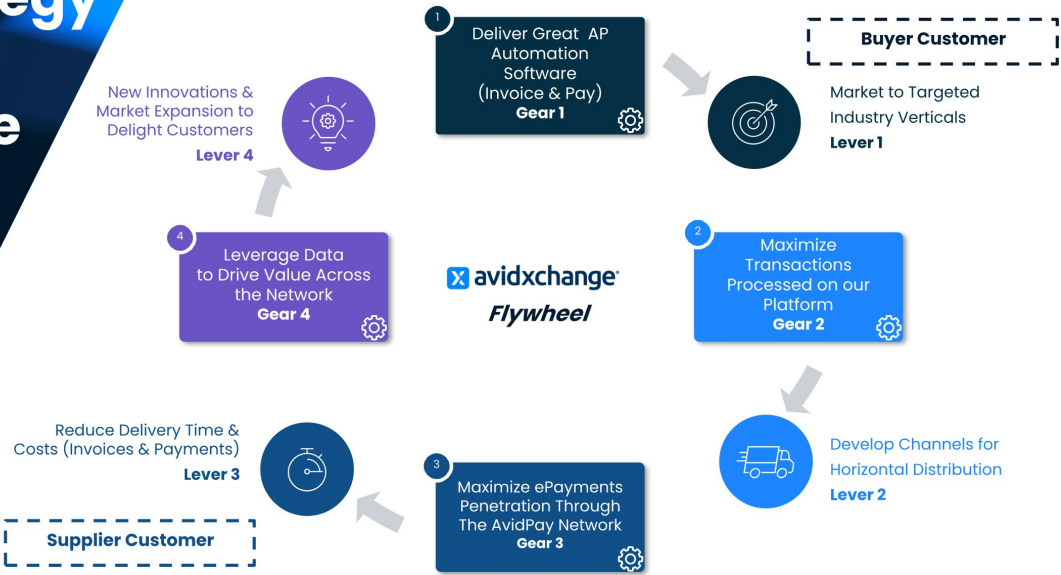 egy
e
1
Deliver Great AP
Automation
Software
(Invoice & Pay)
Gear 1
Buyer Customer
Market to Targeted
Industry Verticals
Lever 1
New Innovations &
Market Expansion to
Delight Customers
Lever 4
4
Leverage Data
to Drive Value Across
the Network
Gear 4
x avidxchange®
Flywheel
2
Maximize
Transactions
Processed on our
Platform
Gear 2
Reduce Delivery Time &
Costs (Invoices & Payments)
Lever 3
Develop Channels for
Horizontal Distribution
Lever 2
3
Maximize ePayments
Penetration Through
The AvidPay Network
Gear 3
Supplier Customer